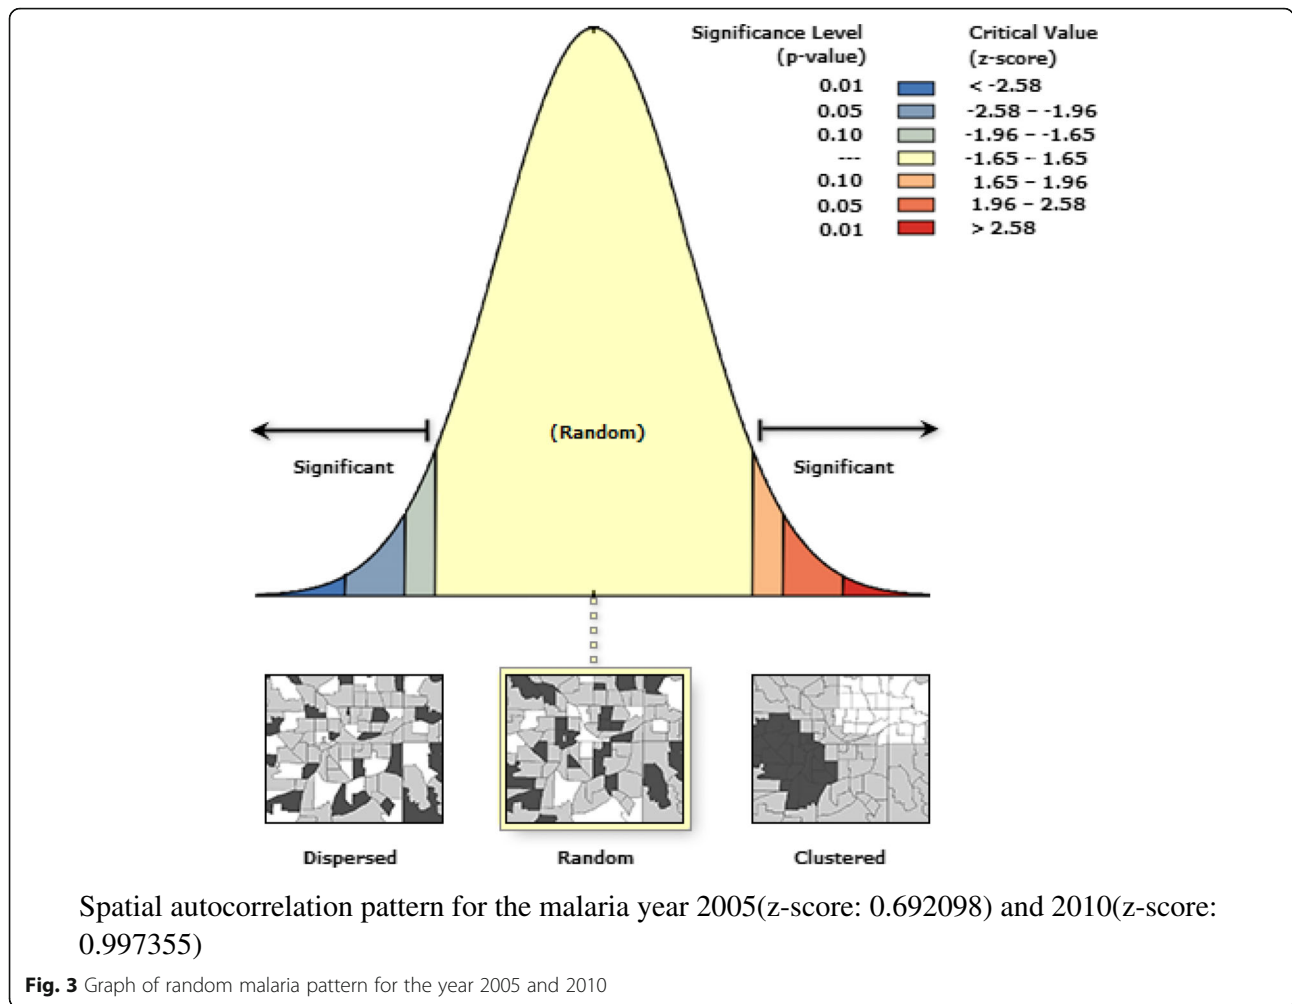 Significance Level Critical Value
(p-value) (z-score)
0.01 < -2.58
0.05 -2.58 – -1.96
0.10 -1.96 – -1.65
--- -1.65 - 1.65
0.10 1.65 – 1.96
0.05 1.96 – 2.58
0.01 > 2.58
(Random)
Significant Significant
Dispersed Random Clustered
Spatial autocorrelation pattern for the malaria year 2005(z-score: 0.692098) and 2010(z-score:
0.997355)
Fig. 3 Graph of random malaria pattern for the year 2005 and 2010